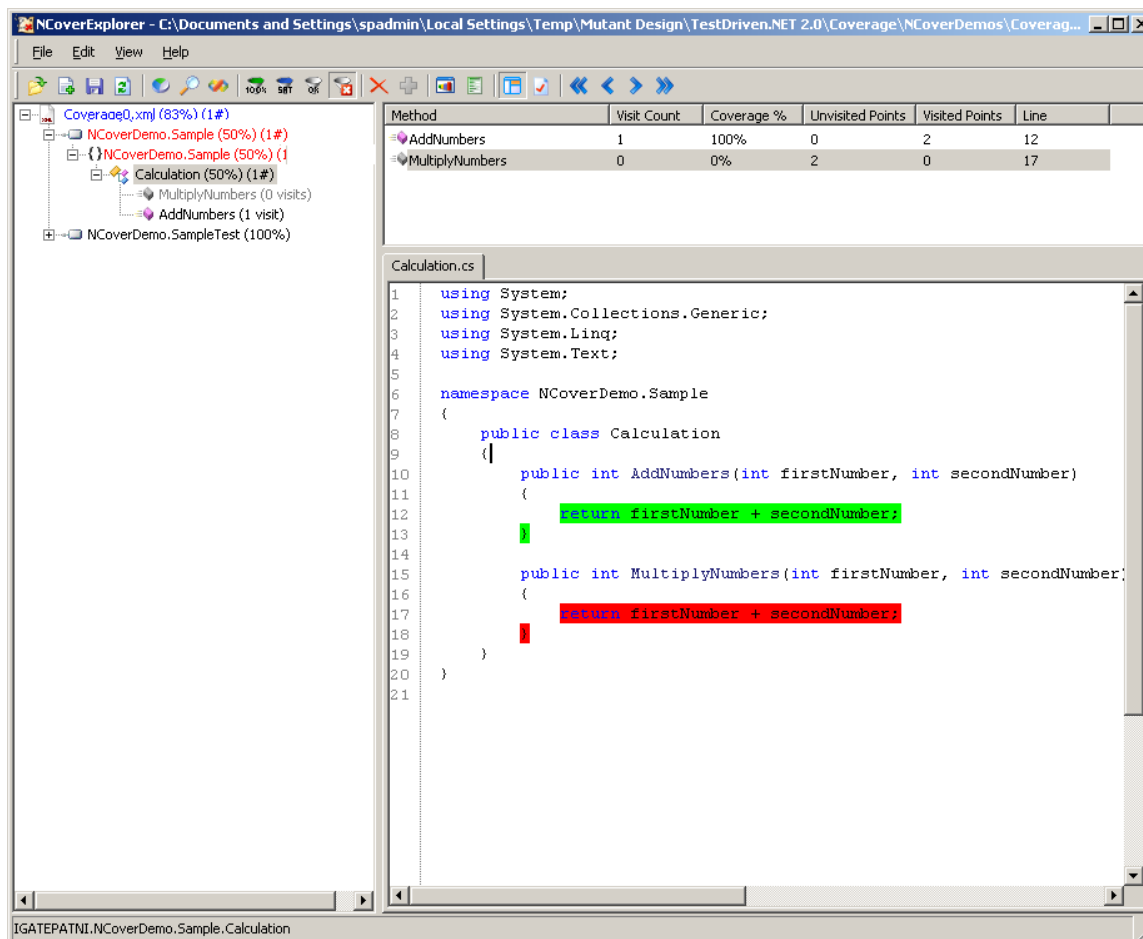 NCoverExplorer - C:\Documents and Settings\spadmin\Local Settings\Temp\Mutant Design\TestDriven.NET 2.0\Coverage\NCoverDemos\Coverag...
File Edit View Help
100% SAT OK
Coverage0.xml (83%) (1#)
NCoverDemo.Sample (50%) (1#)
{}NCoverDemo.Sample (50%) (1
Calculation (50%) (1#)
MultiplyNumbers (0 visits)
AddNumbers (1 visit)
NCoverDemo.SampleTest (100%)
Method Visit Count Coverage % Unvisited Points Visited Points Line
AddNumbers 1 100% 0 2 12
MultiplyNumbers 0 0% 2 0 17
Calculation.cs
1 using System;
2 using System.Collections.Generic;
3 using System.Linq;
4 using System.Text;
5
6 namespace NCoverDemo.Sample
7 {
8 public class Calculation
9 {
10 public int AddNumbers(int firstNumber, int secondNumber)
11 {
12 return firstNumber + secondNumber;
13 }
14
15 public int MultiplyNumbers(int firstNumber, int secondNumber)
16 {
17 return firstNumber + secondNumber;
18 }
19 }
20 }
21
IGATEPATNI.NCoverDemo.Sample.Calculation